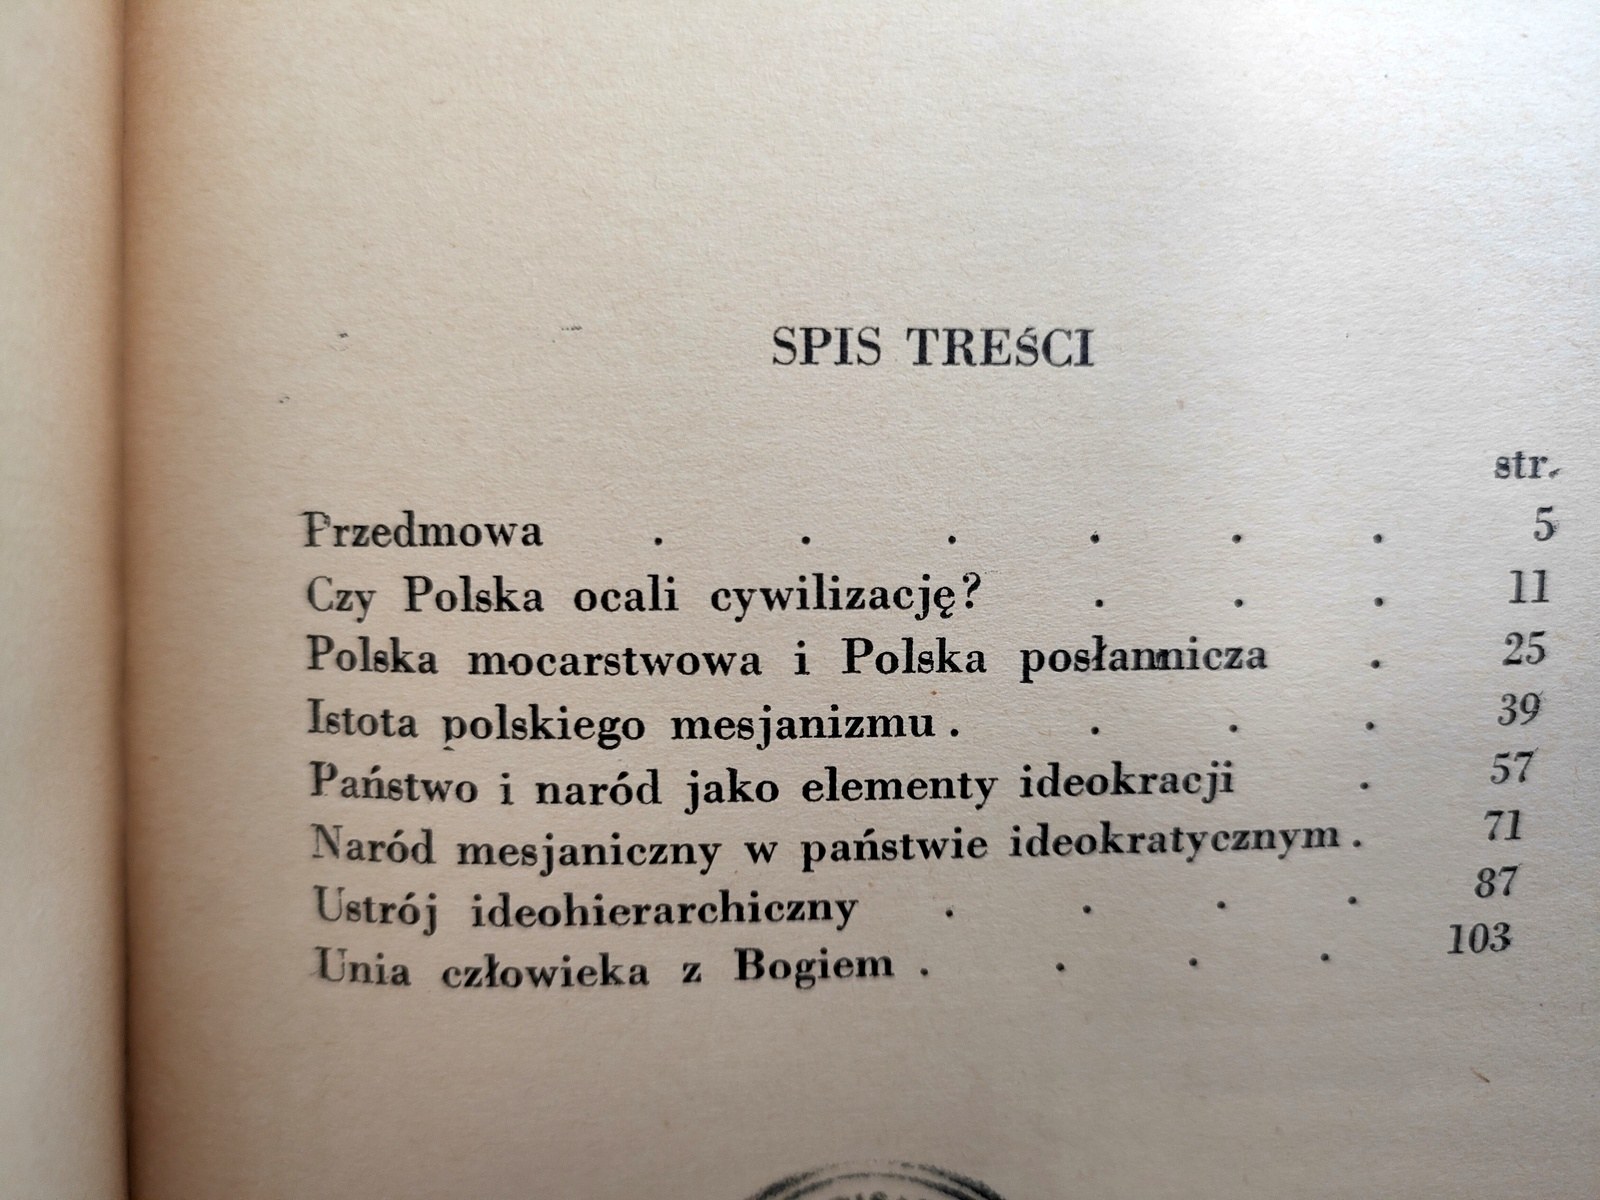 SPIS TREŚCI
str.
Przedmowa . . . . . . 5
Czy Polska ocali cywilizację? . . . 11
Polska mocarstwowa i Polska posłannicza . 25
Istota polskiego mesjanizmu . . . . 39
Państwo i naród jako elementy ideokracji . 57
Naród mesjaniczny w państwie ideokratycznym . 71
Ustrój ideohierarchiczny . . . . 87
Unia człowieka z Bogiem . . . . 103